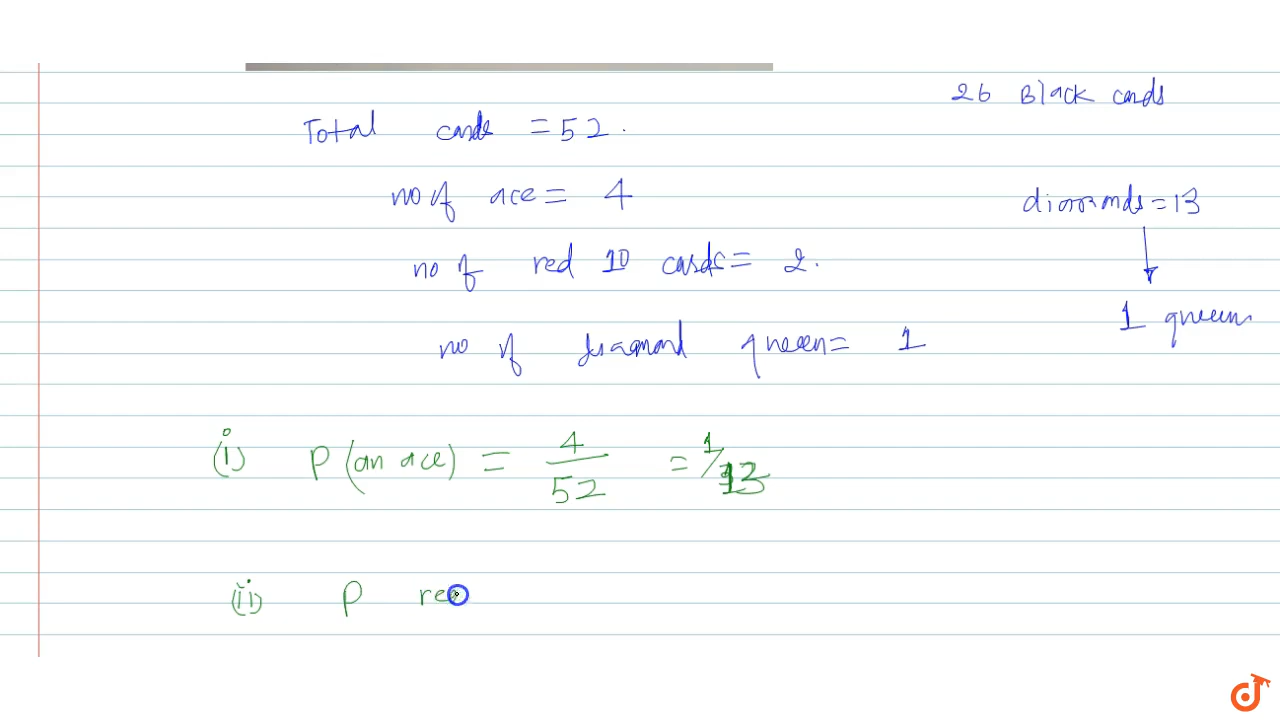 26 Black cards
Total cards = 52.
no of ace = 4
diamonds = 13
no of red 10 cards = 2.
1 queen
no of diamond queen = 1
(i) P (an ace) = 4/52 = 1/13
(ii) P red